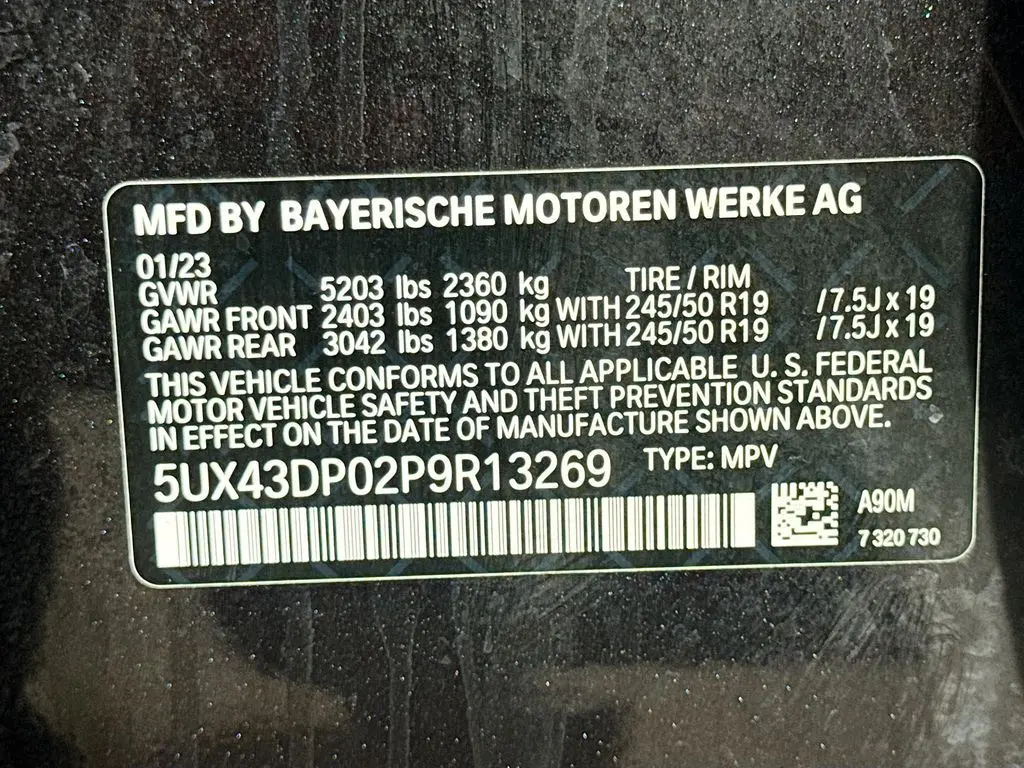 MFD BY BAYERISCHE MOTOREN WERKE AG
01/23
GVWR 5203 lbs 2360 kg TIRE / RIM
GAWR FRONT 2403 lbs 1090 kg WITH 245/50 R19 /7.5J x 19
GAWR REAR 3042 lbs 1380 kg WITH 245/50 R19 /7.5J x 19
THIS VEHICLE CONFORMS TO ALL APPLICABLE U. S. FEDERAL
MOTOR VEHICLE SAFETY AND THEFT PREVENTION STANDARDS
IN EFFECT ON THE DATE OF MANUFACTURE SHOWN ABOVE.
5UX43DP02P9R13269 TYPE: MPV
A90M
7 320 730